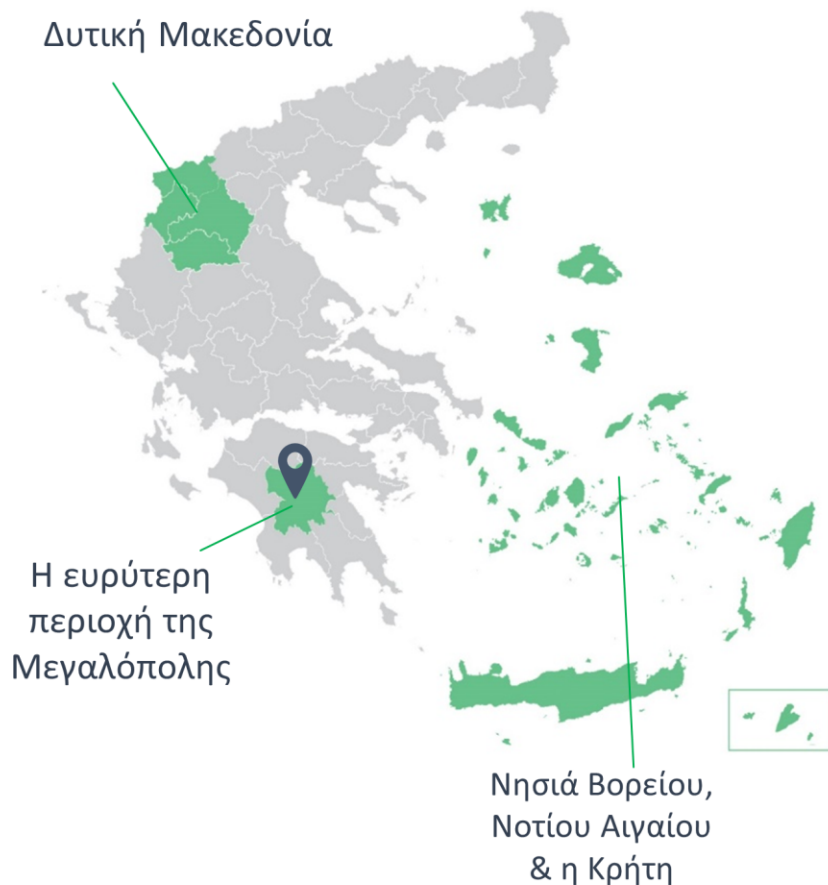 Δυτική Μακεδονία
Η ευρύτερη
περιοχή της
Μεγαλόπολης
Νησιά Βορείου,
Νοτίου Αιγαίου
& η Κρήτη